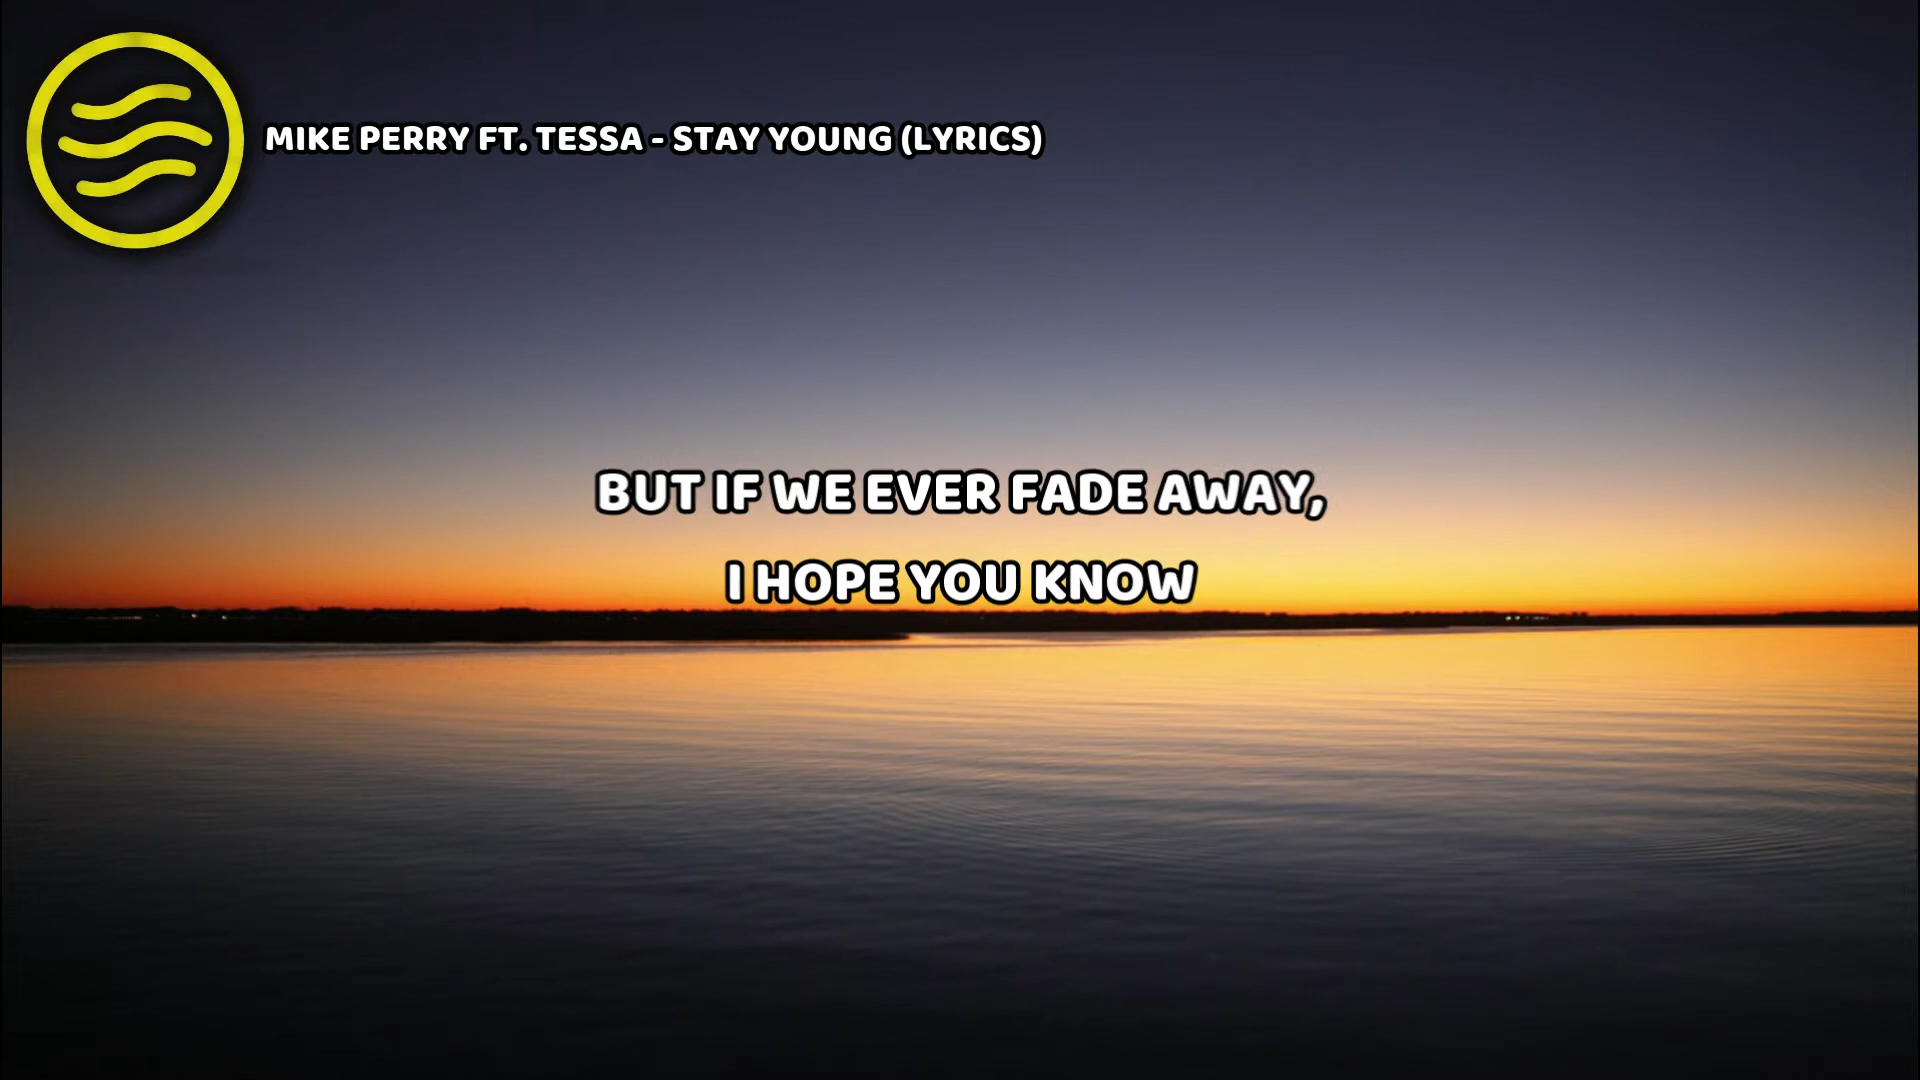 MIKE PERRY FT. TESSA - STAY YOUNG (LYRICS)
BUT IF WE EVER FADE AWAY,
I HOPE YOU KNOW